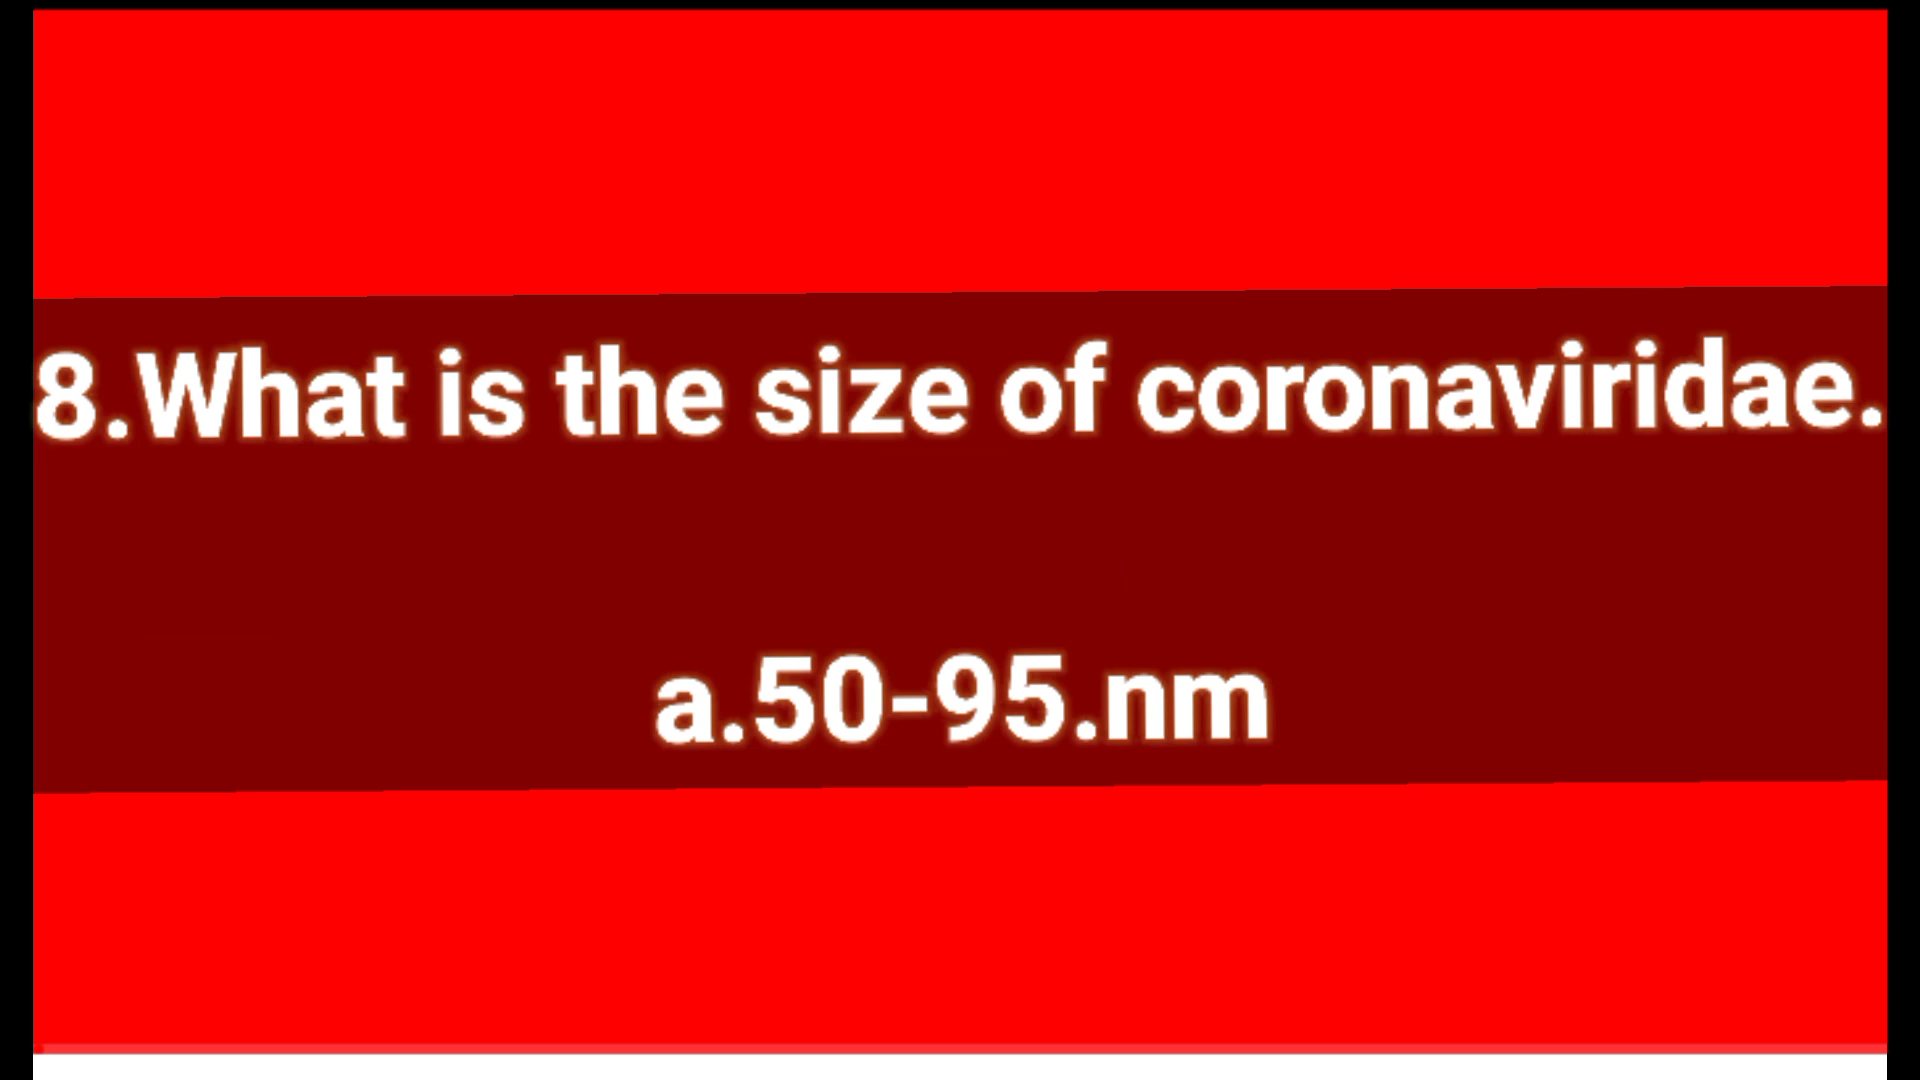 8.What is the size of coronaviridae.
a.50-95.nm